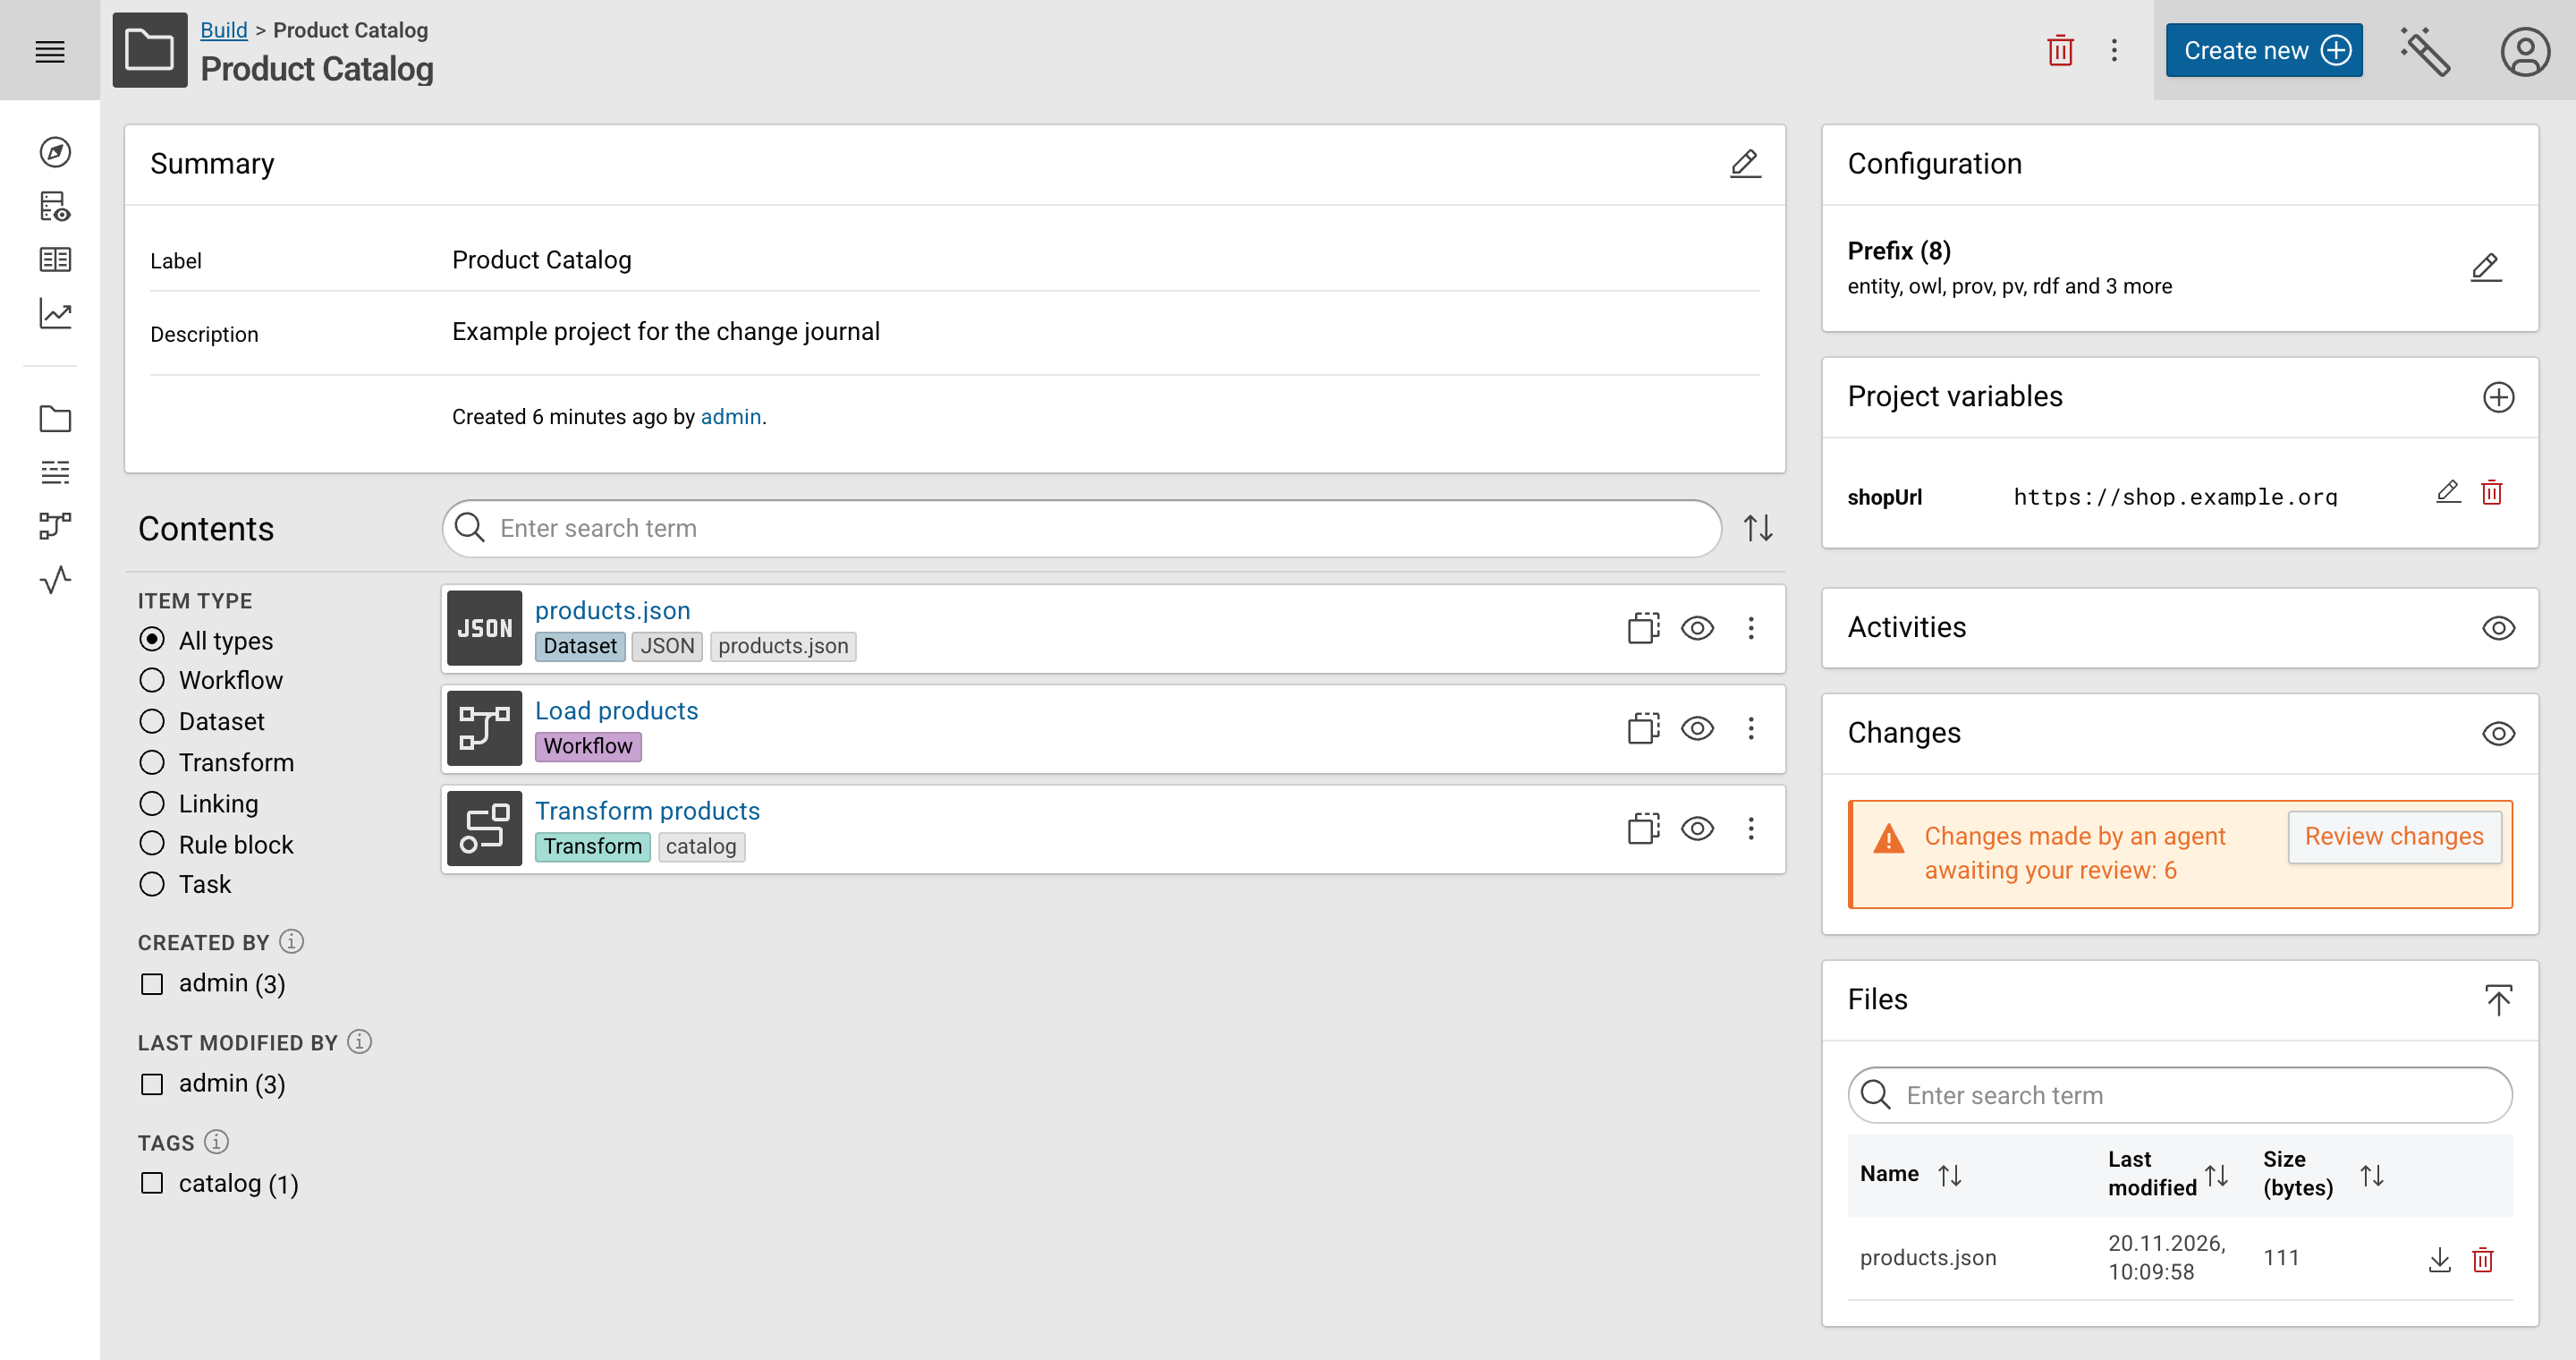 Build > Product Catalog
Product Catalog
Create new
Summary
Label
Product Catalog
Description
Example project for the change journal
Created 6 minutes ago by admin.
Contents
Enter search term
ITEM TYPE
All types
Workflow
Dataset
Transform
Linking
Rule block
Task
CREATED BY
admin (3)
LAST MODIFIED BY
admin (3)
TAGS
catalog (1)
JSON
products.json
Dataset JSON products.json
Load products
Workflow
Transform products
Transform catalog
Configuration
Prefix (8)
entity, owl, prov, pv, rdf and 3 more
Project variables
shopUrl https://shop.example.org
Activities
Changes
Changes made by an agent
awaiting your review: 6
Review changes
Files
Enter search term
Name
Last
modified
Size
(bytes)
products.json
20.11.2026,
10:09:58
111